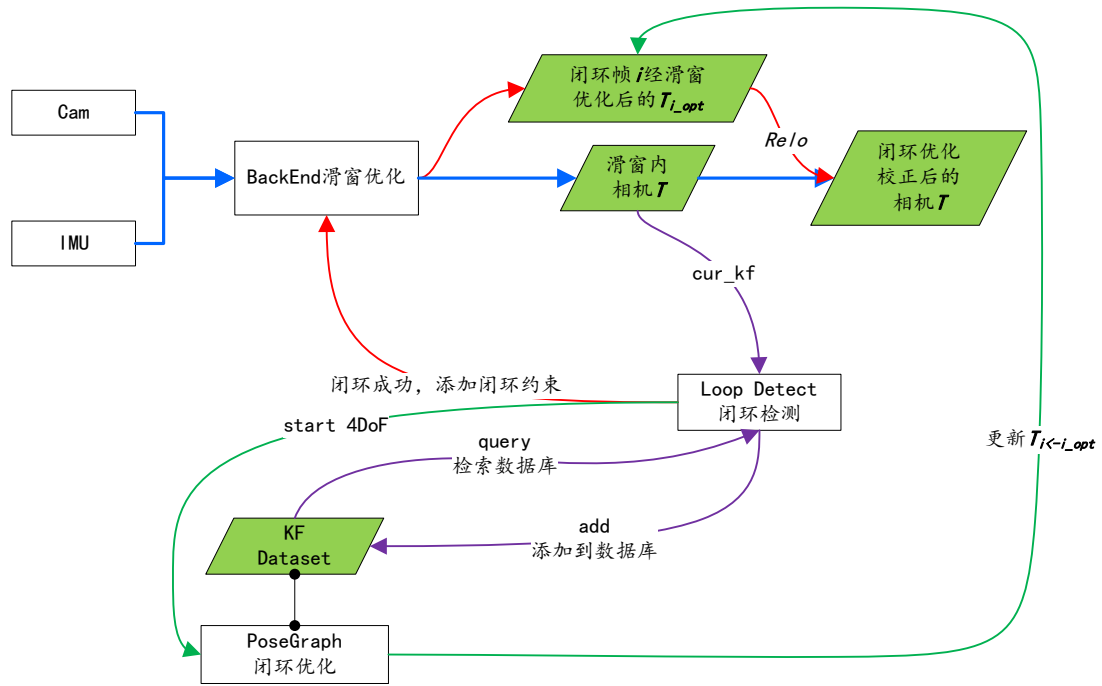 闭环帧i经滑窗
优化后的Ti_opt
Cam
Relo
BackEnd滑窗优化
滑窗内
相机T
闭环优化
校正后的
相机T
IMU
cur_kf
闭环成功，添加闭环约束
Loop Detect
闭环检测
start 4DoF
query
检索数据库
更新Ti<-i_opt
KF
Dataset
add
添加到数据库
PoseGraph
闭环优化